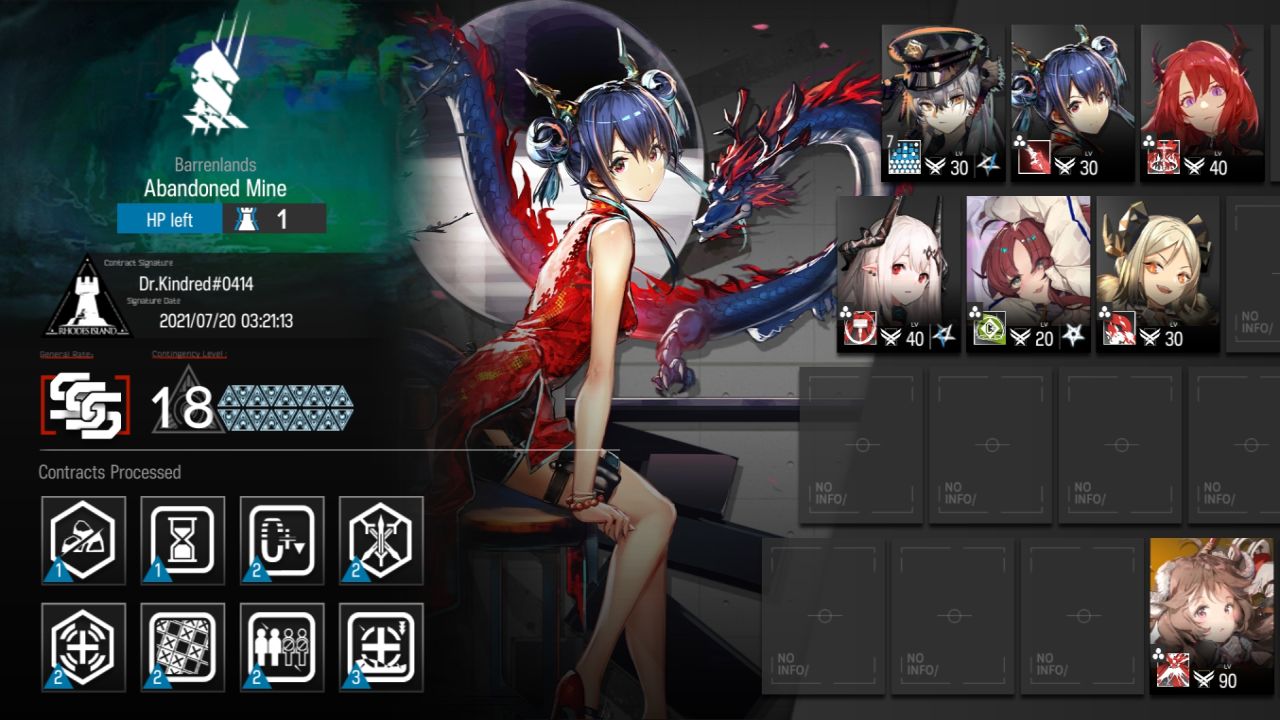 Barrenlands
Abandoned Mine
HP left 1
Contract Signature
Dr.Kindred#0414
Signature Date
2021/07/20 03:21:13
RHODES ISLAND
General Rate:
Contingency Level :
SSG
18
Contracts Processed
1
1
2
2
2
2
2
3
7
LV
30
LV
30
LV
40
LV
40
LV
20
LV
30
NO
INFO/
NO
INFO/
NO
INFO/
NO
INFO/
NO
INFO/
NO
INFO/
NO
INFO/
NO
INFO/
LV
90